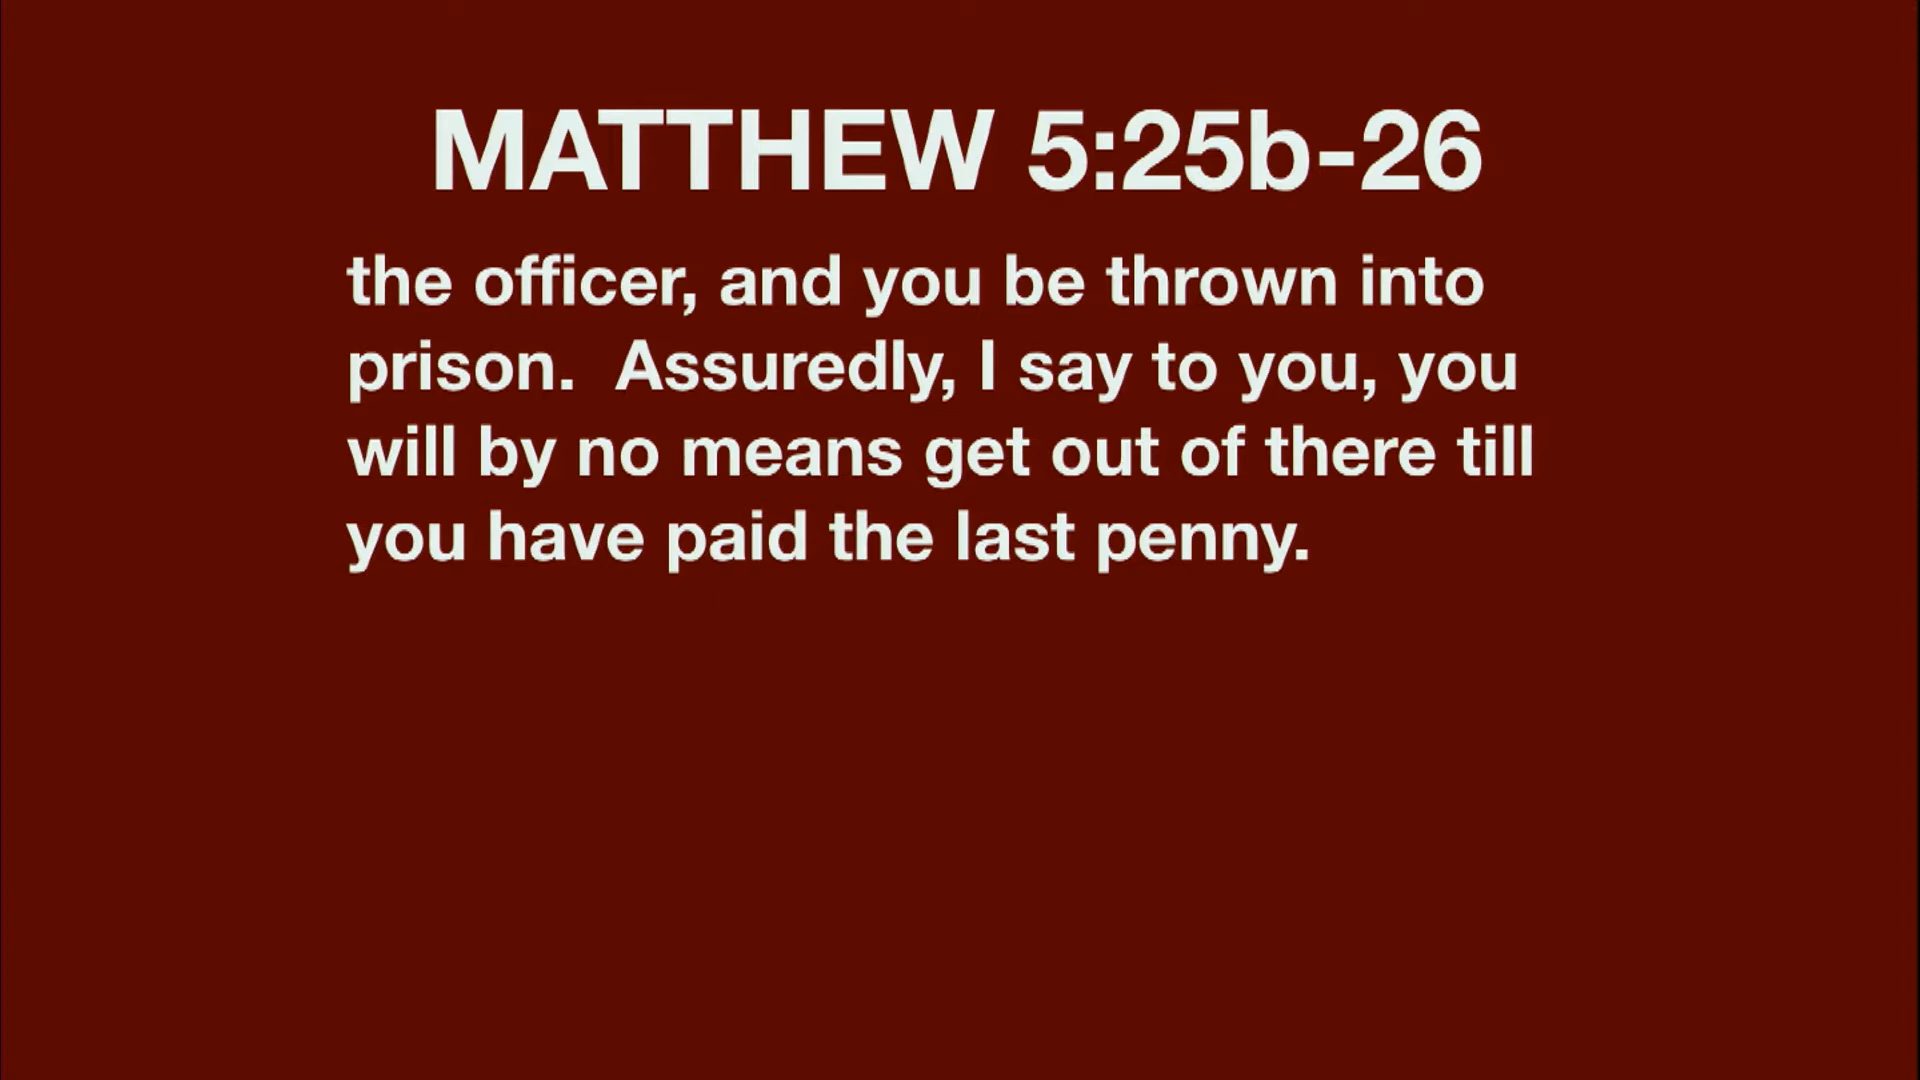 MATTHEW 5:25b-26
the officer, and you be thrown into
prison.  Assuredly, I say to you, you
will by no means get out of there till
you have paid the last penny.